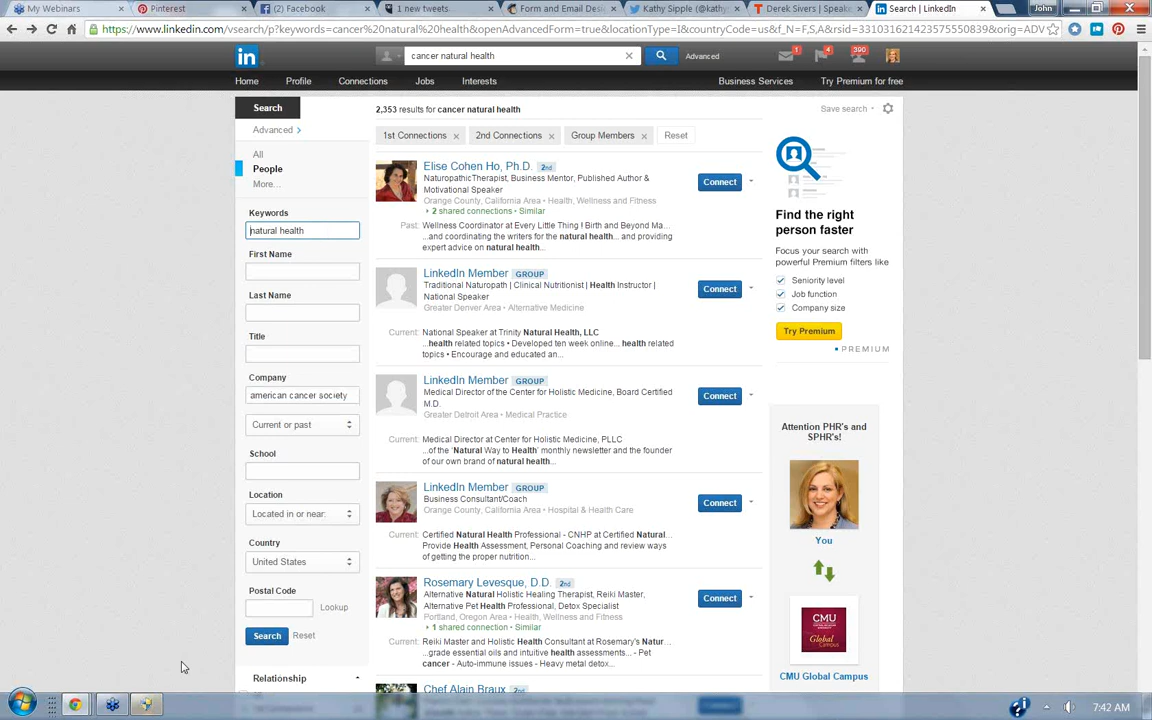 My Webinars
Pinterest
(2) Facebook
1 new tweets
Form and Email Desi
Kathy Sipple (@kathys
Derek Sivers | Speake
Search | LinkedIn
John
https://www.linkedin.com/vsearch/p?keywords=cancer%20natural%20health&openAdvancedForm=true&locationType=I&countryCode=us&f_N=F,S,A&rsid=331031621423575550839&orig=ADV
in
cancer natural health
Advanced
1
4
390
Home
Profile
Connections
Jobs
Interests
Business Services
Try Premium for free
Search
2,353 results for cancer natural health
Save search
Advanced
1st Connections
2nd Connections
Group Members
Reset
All
People
More...
Keywords
natural health
First Name
Last Name
Title
Company
american cancer society
Current or past
School
Location
Located in or near:
Country
United States
Postal Code
Lookup
Search
Reset
Relationship
Elise Cohen Ho, Ph.D. 2nd
NaturopathicTherapist, Business Mentor, Published Author &
Motivational Speaker
Orange County, California Area • Health, Wellness and Fitness
2 shared connections • Similar
Past: Wellness Coordinator at Every Little Thing ! Birth and Beyond Ma...
...and coordinating the writers for the natural health... and providing
expert advice on natural health...
Connect
LinkedIn Member GROUP
Traditional Naturopath | Clinical Nutritionist | Health Instructor |
National Speaker
Greater Denver Area • Alternative Medicine
Current: National Speaker at Trinity Natural Health, LLC
...health related topics • Developed ten week online... health related
topics • Encourage and educated an...
Connect
LinkedIn Member GROUP
Medical Director of the Center for Holistic Medicine, Board Certified
M.D.
Greater Detroit Area • Medical Practice
Current: Medical Director at Center for Holistic Medicine, PLLC
...of the 'Natural Way to Health' monthly newsletter and the founder
of our own brand of natural health...
Connect
LinkedIn Member GROUP
Business Consultant/Coach
Orange County, California Area • Hospital & Health Care
Current: Certified Natural Health Professional - CNHP at Certified Natural...
Provide Health Assessment, Personal Coaching and review ways
of getting the proper nutrition...
Connect
Rosemary Levesque, D.D. 2nd
Alternative Natural Holistic Healing Therapist, Reiki Master,
Alternative Pet Health Professional, Detox Specialist
Portland, Oregon Area • Health, Wellness and Fitness
1 shared connection • Similar
Current: Reiki Master and Holistic Health Consultant at Rosemary's Natur...
...grade essential oils and intuitive health assessments... - Pet
cancer - Auto-immune issues - Heavy metal detox...
Connect
Chef Alain Braux 2nd
Find the right
person faster
Focus your search with
powerful Premium filters like
Seniority level
Job function
Company size
Try Premium
PREMIUM
Attention PHR's and
SPHR's!
You
CMU
Global Campus
CMU Global Campus
7:42 AM